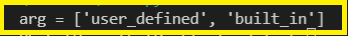 arg = ['user_defined', 'built_in']